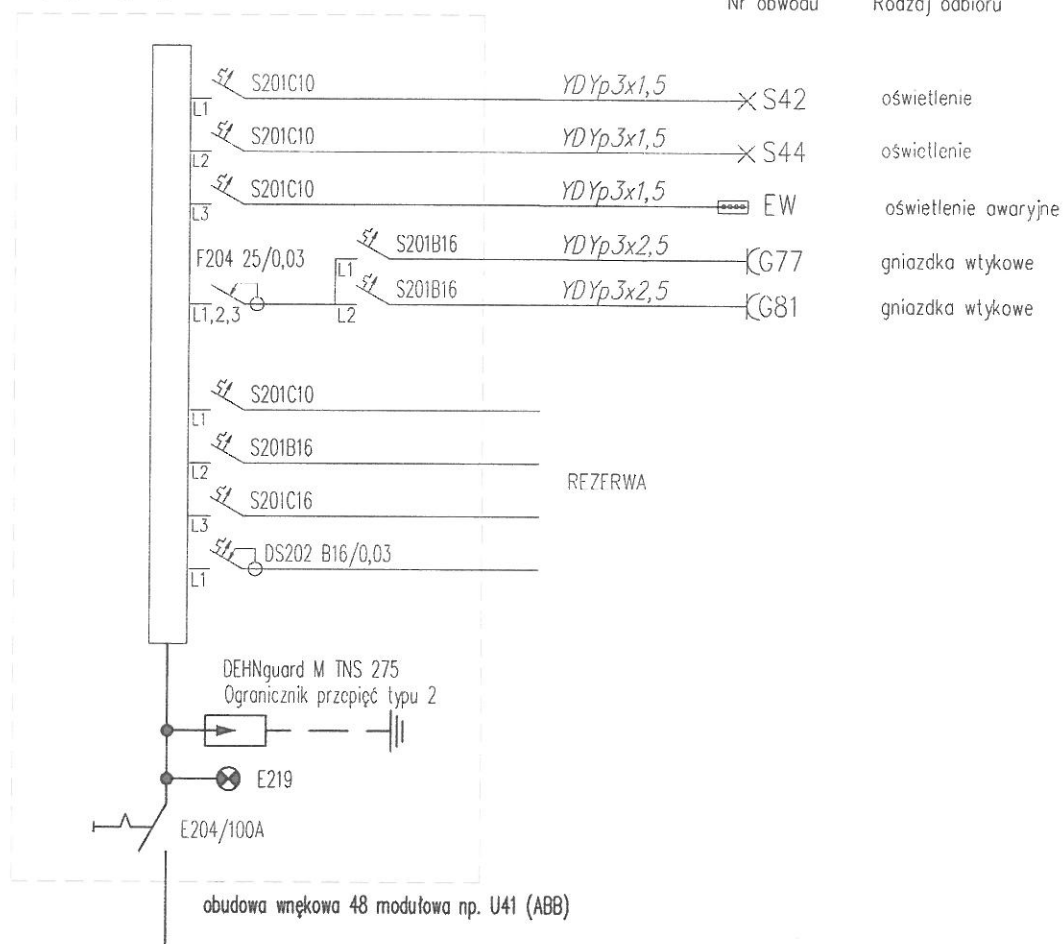 Nr obwodu Rodzaj odbioru
S201C10 YDYp3x1,5 S42 oświetlenie
L1
S201C10 YDYp3x1,5 S44 oświetlenie
L2
S201C10 YDYp3x1,5 EW oświetlenie awaryjne
L3
F204 25/0,03 S201B16 YDYp3x2,5 G77 gniazdka wtykowe
L1
S201B16 YDYp3x2,5 G81 gniazdka wtykowe
L1,2,3 L2
S201C10
L1
S201B16
L2
REZERWA
S201C16
L3
DS202 B16/0,03
L1
DEHNguard M TNS 275
Ogranicznik przepięć typu 2
E219
E204/100A
obudowa wnękowa 48 modułowa np. U41 (ABB)